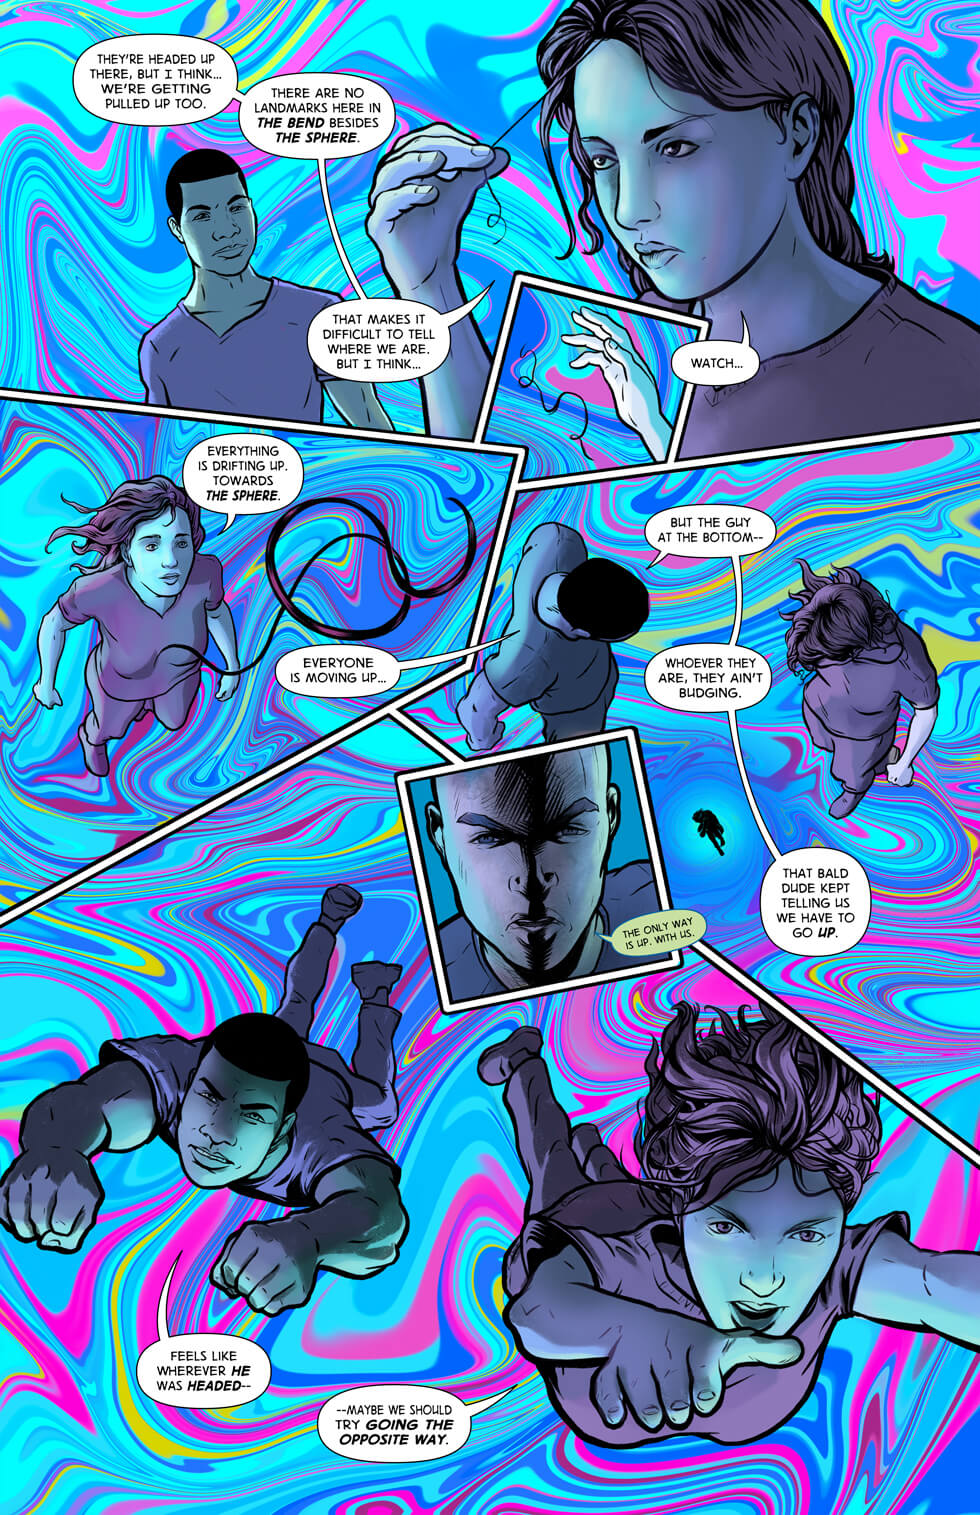 THEY'RE HEADED UP
THERE, BUT I THINK...
WE'RE GETTING
PULLED UP TOO.
THERE ARE NO
LANDMARKS HERE IN
THE BEND BESIDES
THE SPHERE.
THAT MAKES IT
DIFFICULT TO TELL
WHERE WE ARE.
BUT I THINK...
WATCH...
EVERYTHING
IS DRIFTING UP.
TOWARDS
THE SPHERE.
EVERYONE
IS MOVING UP...
BUT THE GUY
AT THE BOTTOM--
WHOEVER THEY
ARE, THEY AIN'T
BUDGING.
THAT BALD
DUDE KEPT
TELLING US
WE HAVE TO
GO UP.
THE ONLY WAY
IS UP. WITH US.
FEELS LIKE
WHEREVER HE
WAS HEADED--
--MAYBE WE SHOULD
TRY GOING THE
OPPOSITE WAY.